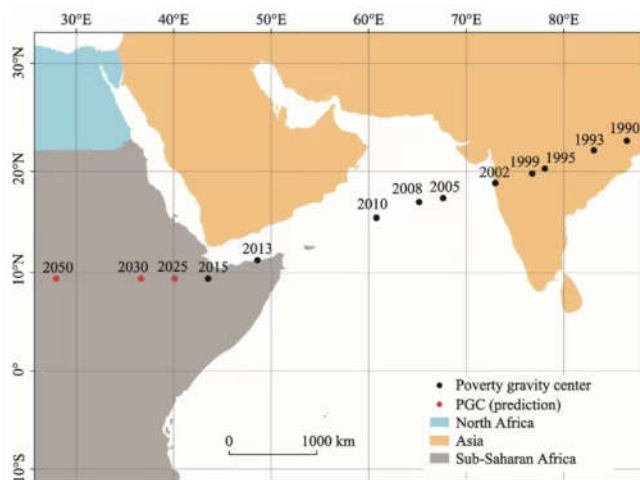 30°E 40°E 50°E 60°E 70°E 80°E
30°N
20°N
10°N
0°
10°S
1990
1993
1995
1999
2002
2005
2008
2010
2013
2015
2025
2030
2050
Poverty gravity center
PGC (prediction)
North Africa
Asia
Sub-Saharan Africa
0 1000 km